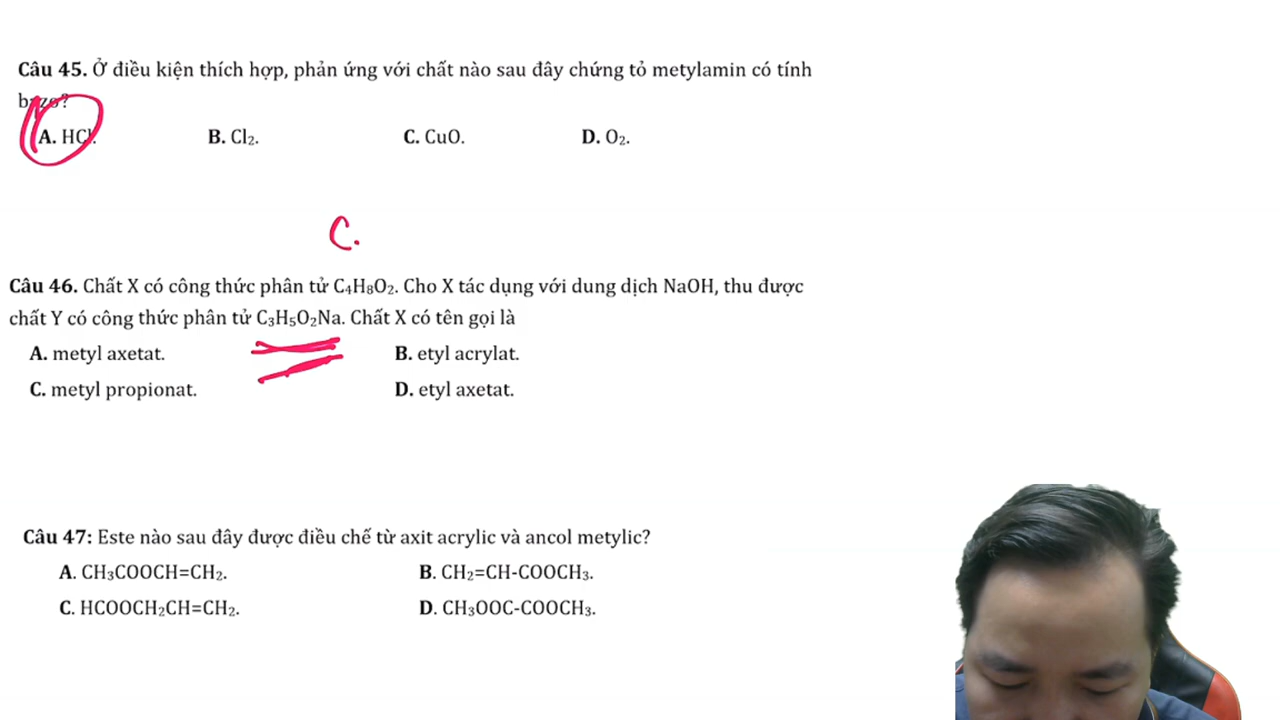 Câu 45. Ở điều kiện thích hợp, phản ứng với chất nào sau đây chứng tỏ metylamin có tính
bazo?
A. HCl. B. Cl₂. C. CuO. D. O₂.
C.
Câu 46. Chất X có công thức phân tử C₄H₈O₂. Cho X tác dụng với dung dịch NaOH, thu được
chất Y có công thức phân tử C₃H₅O₂Na. Chất X có tên gọi là
A. metyl axetat. B. etyl acrylat.
C. metyl propionat. D. etyl axetat.
Câu 47: Este nào sau đây được điều chế từ axit acrylic và ancol metylic?
A. CH₃COOCH=CH₂. B. CH₂=CH-COOCH₃.
C. HCOOCH₂CH=CH₂. D. CH₃OOC-COOCH₃.